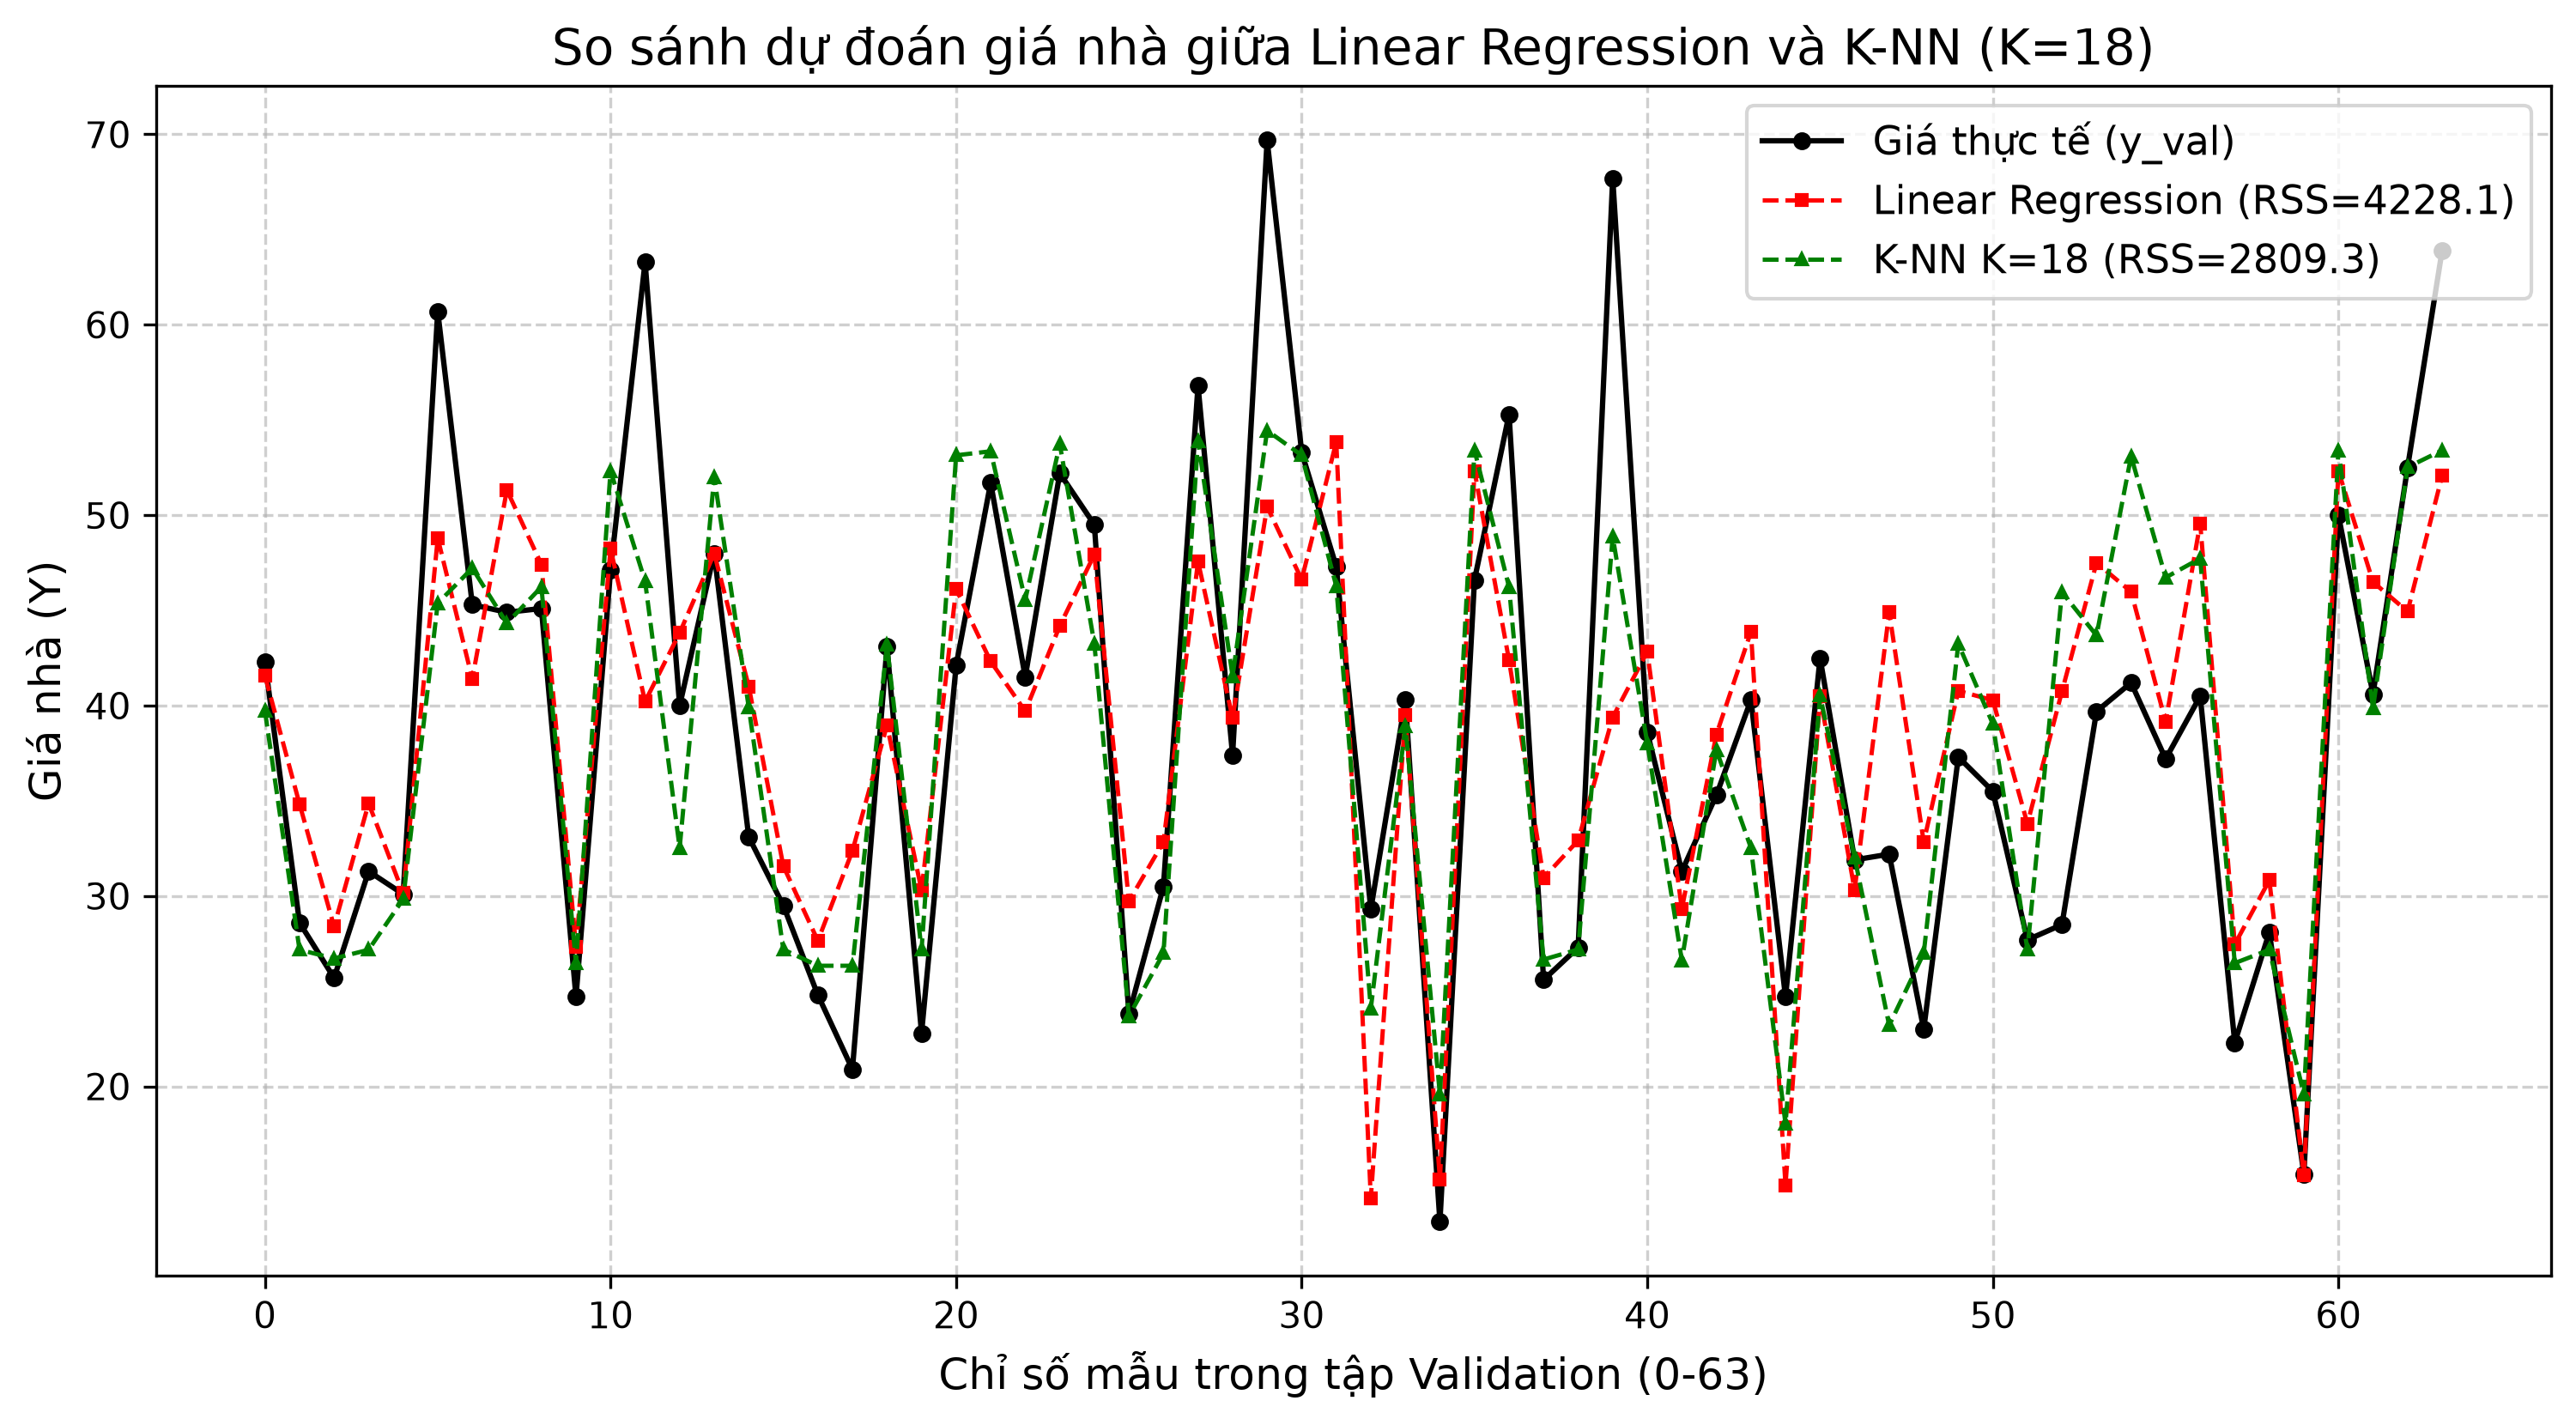 So sánh dự đoán giá nhà giữa Linear Regression và K-NN (K=18)
Giá thực tế (y_val)
Linear Regression (RSS=4228.1)
K-NN K=18 (RSS=2809.3)
Giá nhà (Y)
70
60
50
40
30
20
0 10 20 30 40 50 60
Chỉ số mẫu trong tập Validation (0-63)